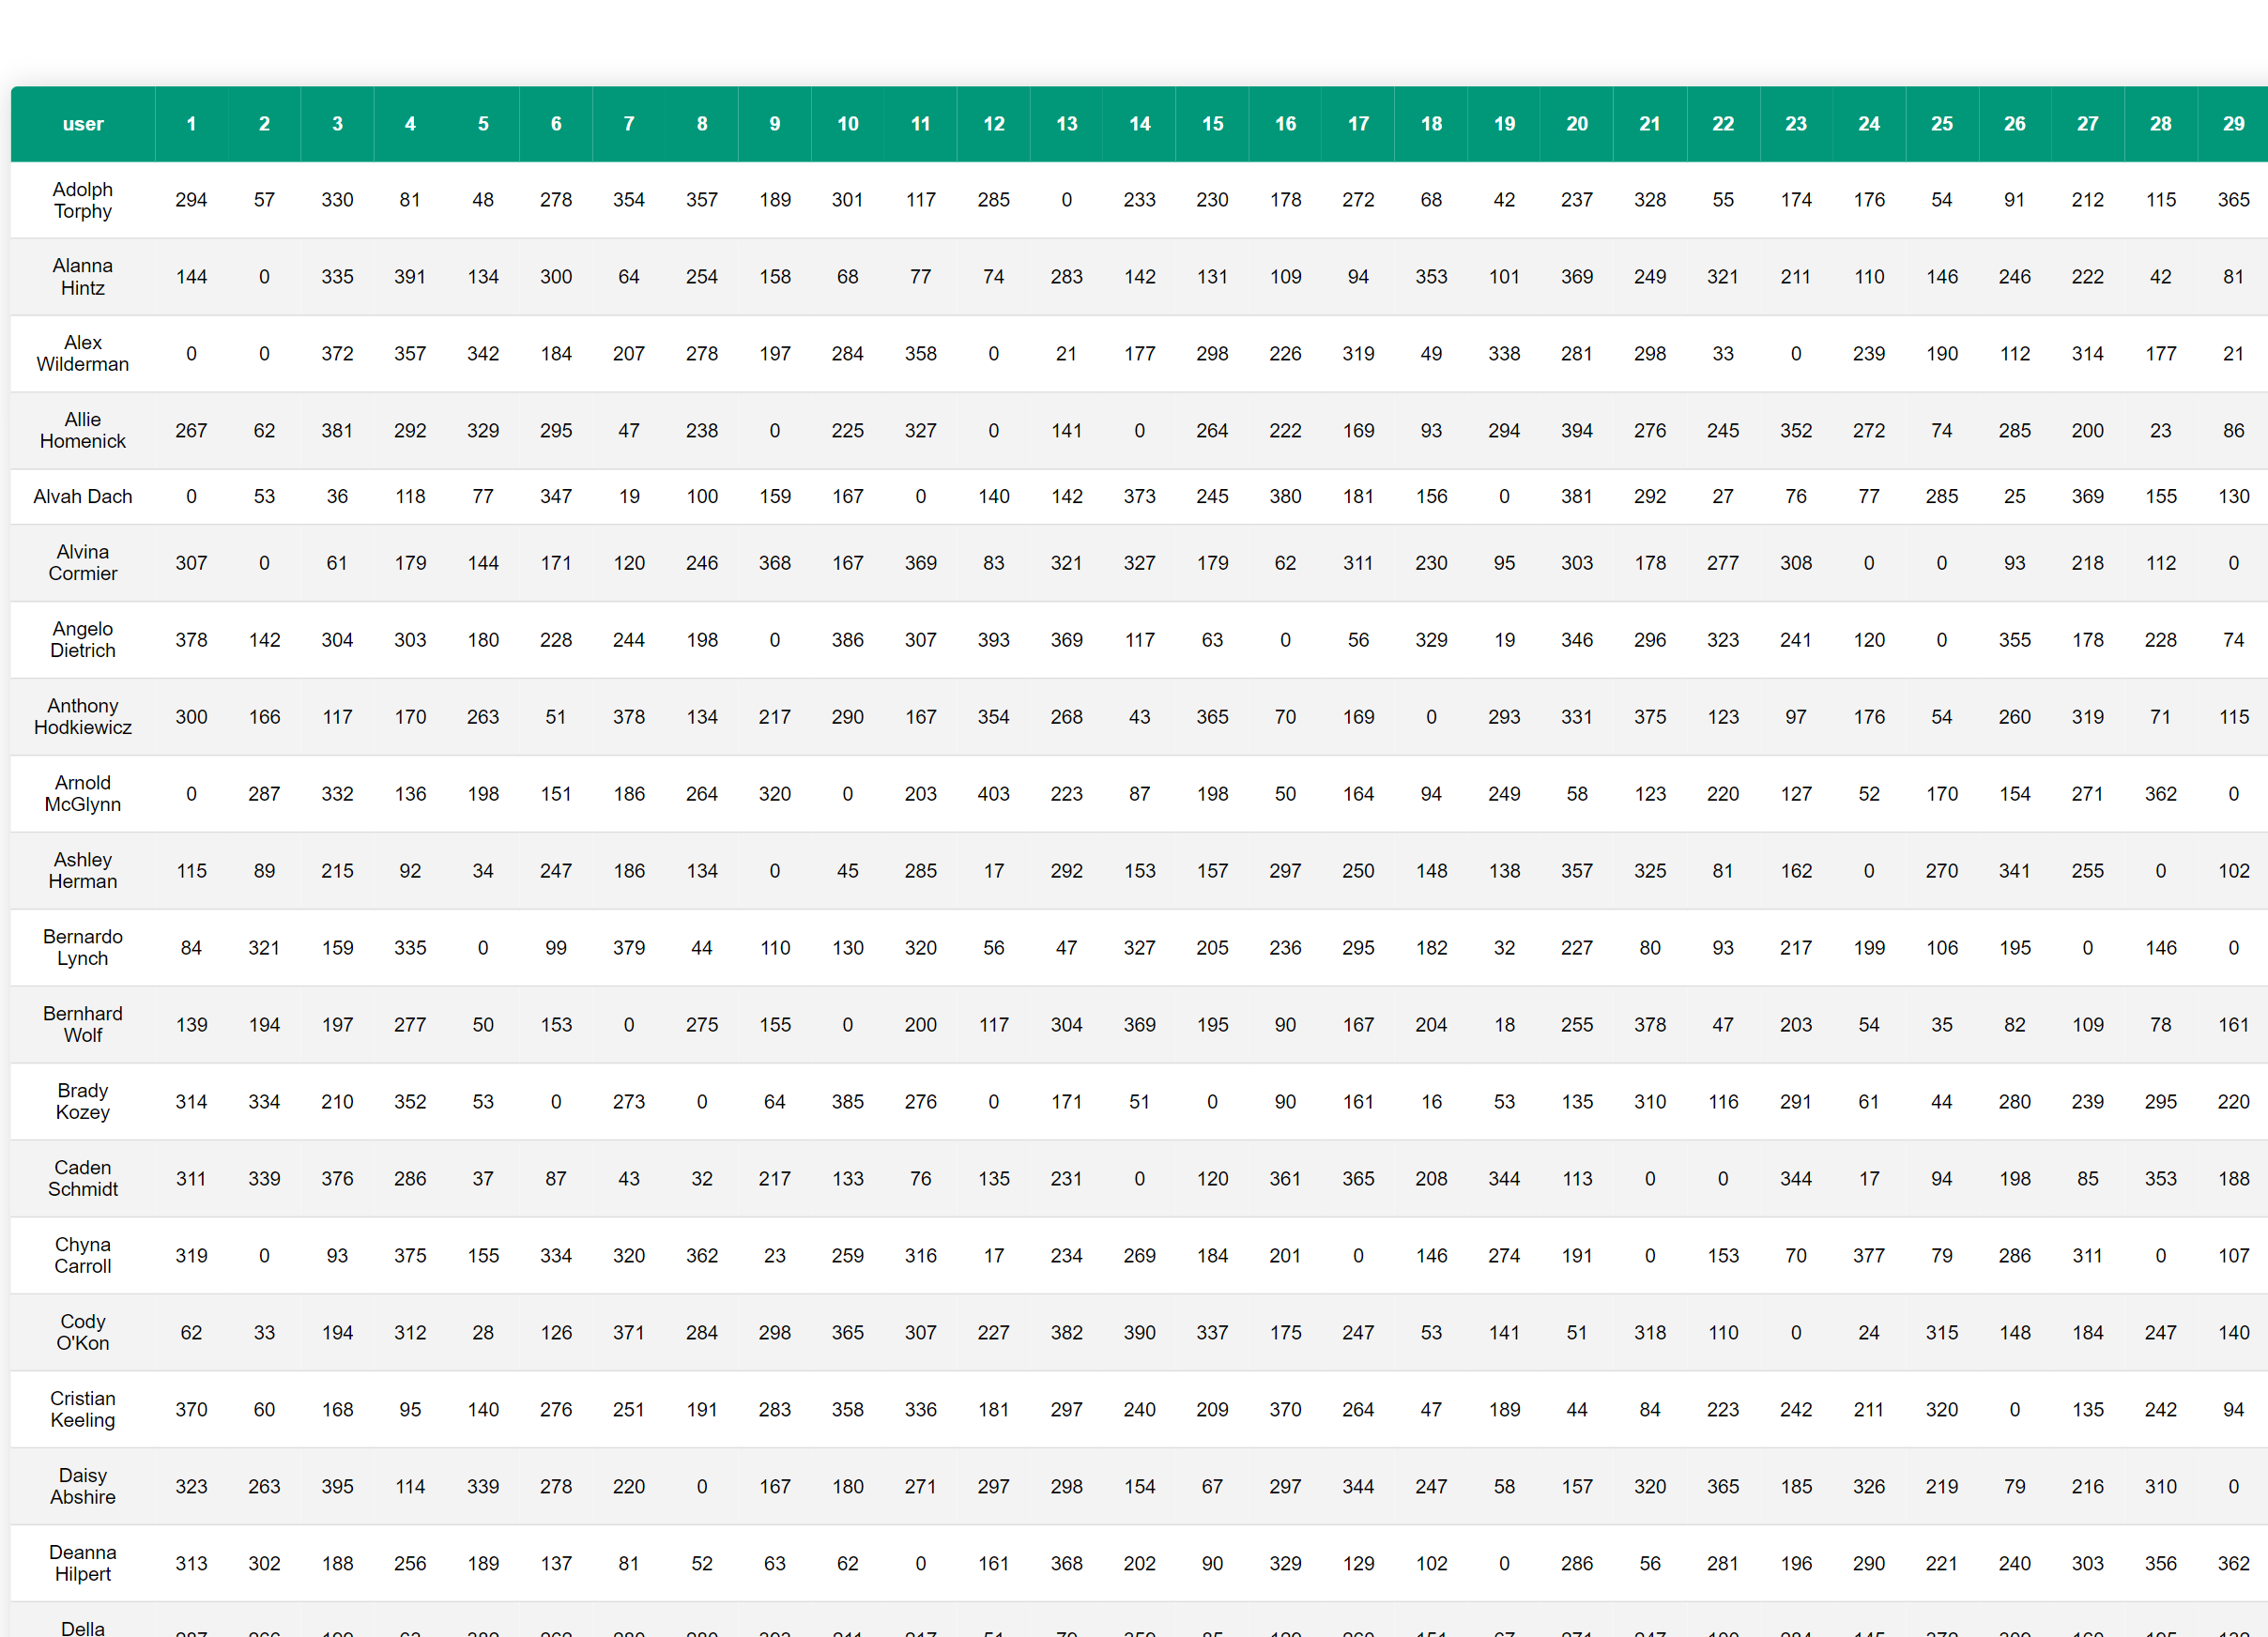 user 1 2 3 4 5 6 7 8 9 10 11 12 13 14 15 16 17 18 19 20 21 22 23 24 25 26 27 28 29
Adolph
Torphy
294 57 330 81 48 278 354 357 189 301 117 285 0 233 230 178 272 68 42 237 328 55 174 176 54 91 212 115 365
Alanna
Hintz
144 0 335 391 134 300 64 254 158 68 77 74 283 142 131 109 94 353 101 369 249 321 211 110 146 246 222 42 81
Alex
Wilderman
0 0 372 357 342 184 207 278 197 284 358 0 21 177 298 226 319 49 338 281 298 33 0 239 190 112 314 177 21
Allie
Homenick
267 62 381 292 329 295 47 238 0 225 327 0 141 0 264 222 169 93 294 394 276 245 352 272 74 285 200 23 86
Alvah Dach 0 53 36 118 77 347 19 100 159 167 0 140 142 373 245 380 181 156 0 381 292 27 76 77 285 25 369 155 130
Alvina
Cormier
307 0 61 179 144 171 120 246 368 167 369 83 321 327 179 62 311 230 95 303 178 277 308 0 0 93 218 112 0
Angelo
Dietrich
378 142 304 303 180 228 244 198 0 386 307 393 369 117 63 0 56 329 19 346 296 323 241 120 0 355 178 228 74
Anthony
Hodkiewicz
300 166 117 170 263 51 378 134 217 290 167 354 268 43 365 70 169 0 293 331 375 123 97 176 54 260 319 71 115
Arnold
McGlynn
0 287 332 136 198 151 186 264 320 0 203 403 223 87 198 50 164 94 249 58 123 220 127 52 170 154 271 362 0
Ashley
Herman
115 89 215 92 34 247 186 134 0 45 285 17 292 153 157 297 250 148 138 357 325 81 162 0 270 341 255 0 102
Bernardo
Lynch
84 321 159 335 0 99 379 44 110 130 320 56 47 327 205 236 295 182 32 227 80 93 217 199 106 195 0 146 0
Bernhard
Wolf
139 194 197 277 50 153 0 275 155 0 200 117 304 369 195 90 167 204 18 255 378 47 203 54 35 82 109 78 161
Brady
Kozey
314 334 210 352 53 0 273 0 64 385 276 0 171 51 0 90 161 16 53 135 310 116 291 61 44 280 239 295 220
Caden
Schmidt
311 339 376 286 37 87 43 32 217 133 76 135 231 0 120 361 365 208 344 113 0 0 344 17 94 198 85 353 188
Chyna
Carroll
319 0 93 375 155 334 320 362 23 259 316 17 234 269 184 201 0 146 274 191 0 153 70 377 79 286 311 0 107
Cody
O'Kon
62 33 194 312 28 126 371 284 298 365 307 227 382 390 337 175 247 53 141 51 318 110 0 24 315 148 184 247 140
Cristian
Keeling
370 60 168 95 140 276 251 191 283 358 336 181 297 240 209 370 264 47 189 44 84 223 242 211 320 0 135 242 94
Daisy
Abshire
323 263 395 114 339 278 220 0 167 180 271 297 298 154 67 297 344 247 58 157 320 365 185 326 219 79 216 310 0
Deanna
Hilpert
313 302 188 256 189 137 81 52 63 62 0 161 368 202 90 329 129 102 0 286 56 281 196 290 221 240 303 356 362
Della